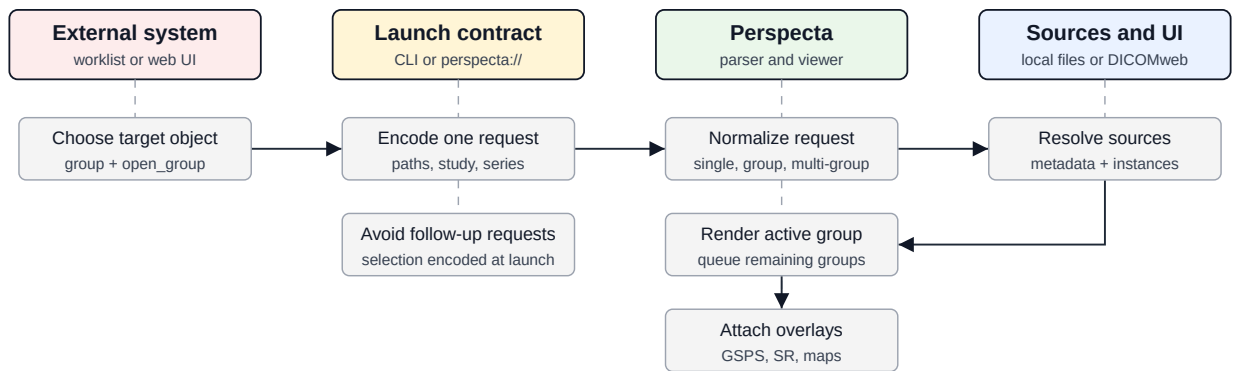 External system
worklist or web UI
Launch contract
CLI or perspecta://
Perspecta
parser and viewer
Sources and UI
local files or DICOMweb
Choose target object
group + open_group
Encode one request
paths, study, series
Normalize request
single, group, multi-group
Resolve sources
metadata + instances
Avoid follow-up requests
selection encoded at launch
Render active group
queue remaining groups
Attach overlays
GSPS, SR, maps